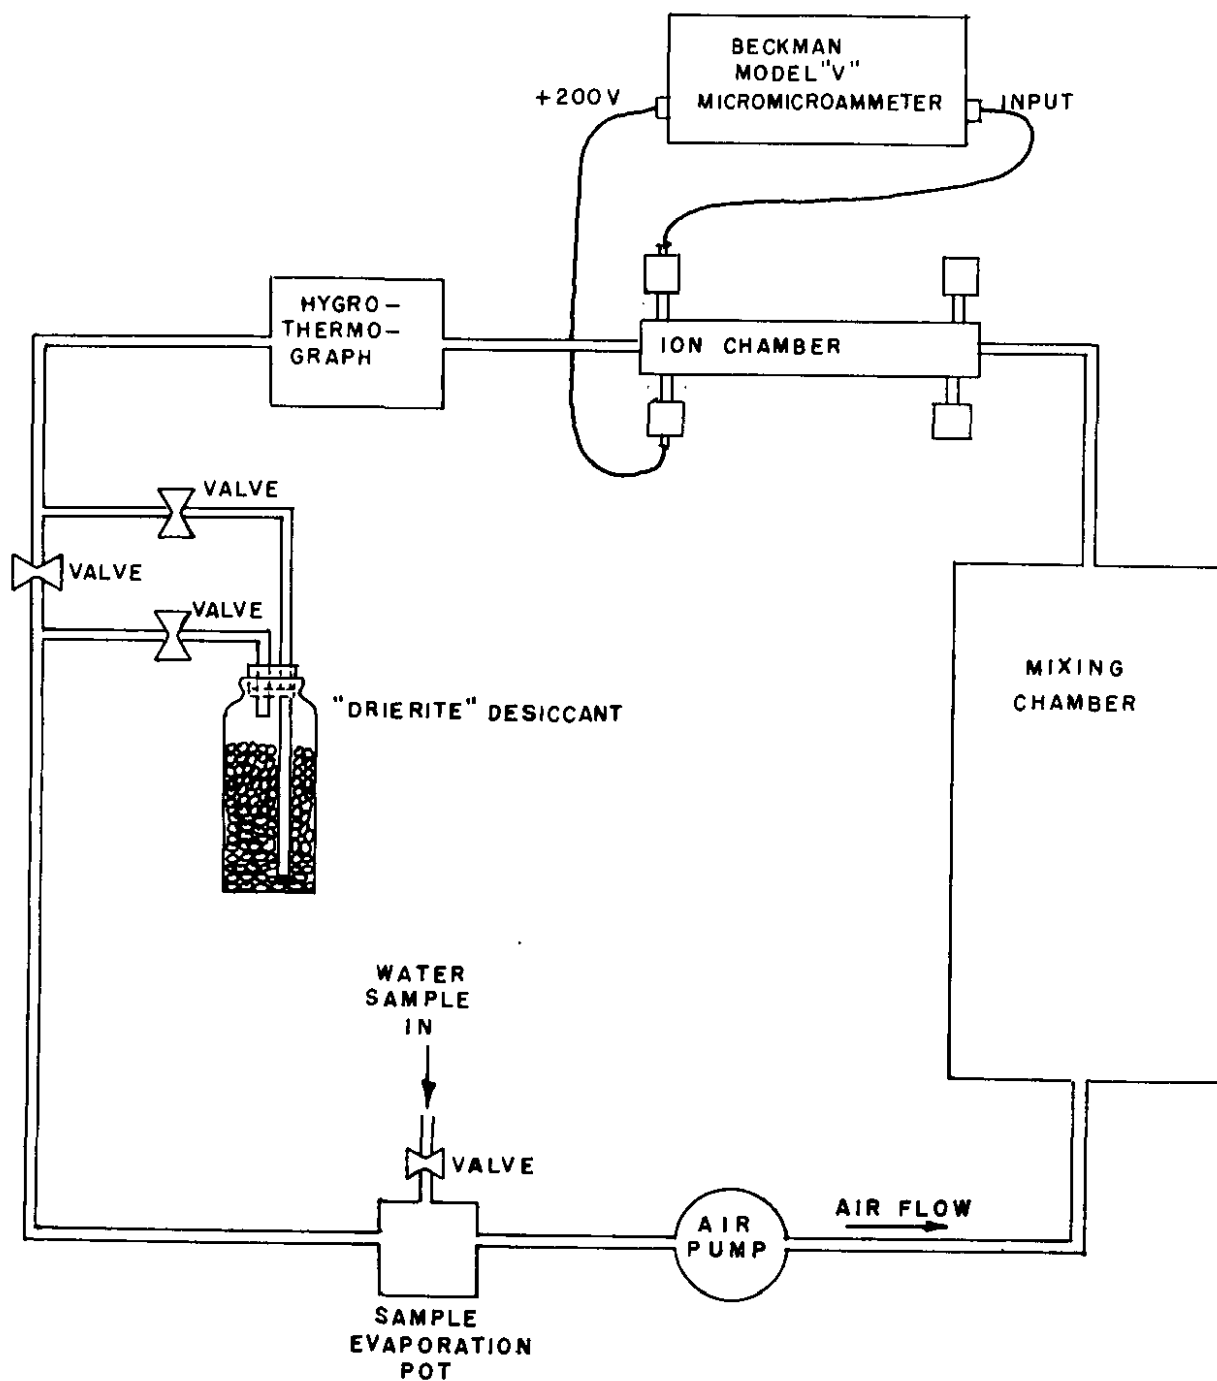 BECKMAN
MODEL "V"
MICROMICROAMMETER
+200V
INPUT
HYGRO-
THERMO-
GRAPH
ION CHAMBER
VALVE
VALVE
VALVE
"DRIERITE" DESICCANT
MIXING
CHAMBER
WATER
SAMPLE
IN
VALVE
AIR
PUMP
AIR FLOW
SAMPLE
EVAPORATION
POT